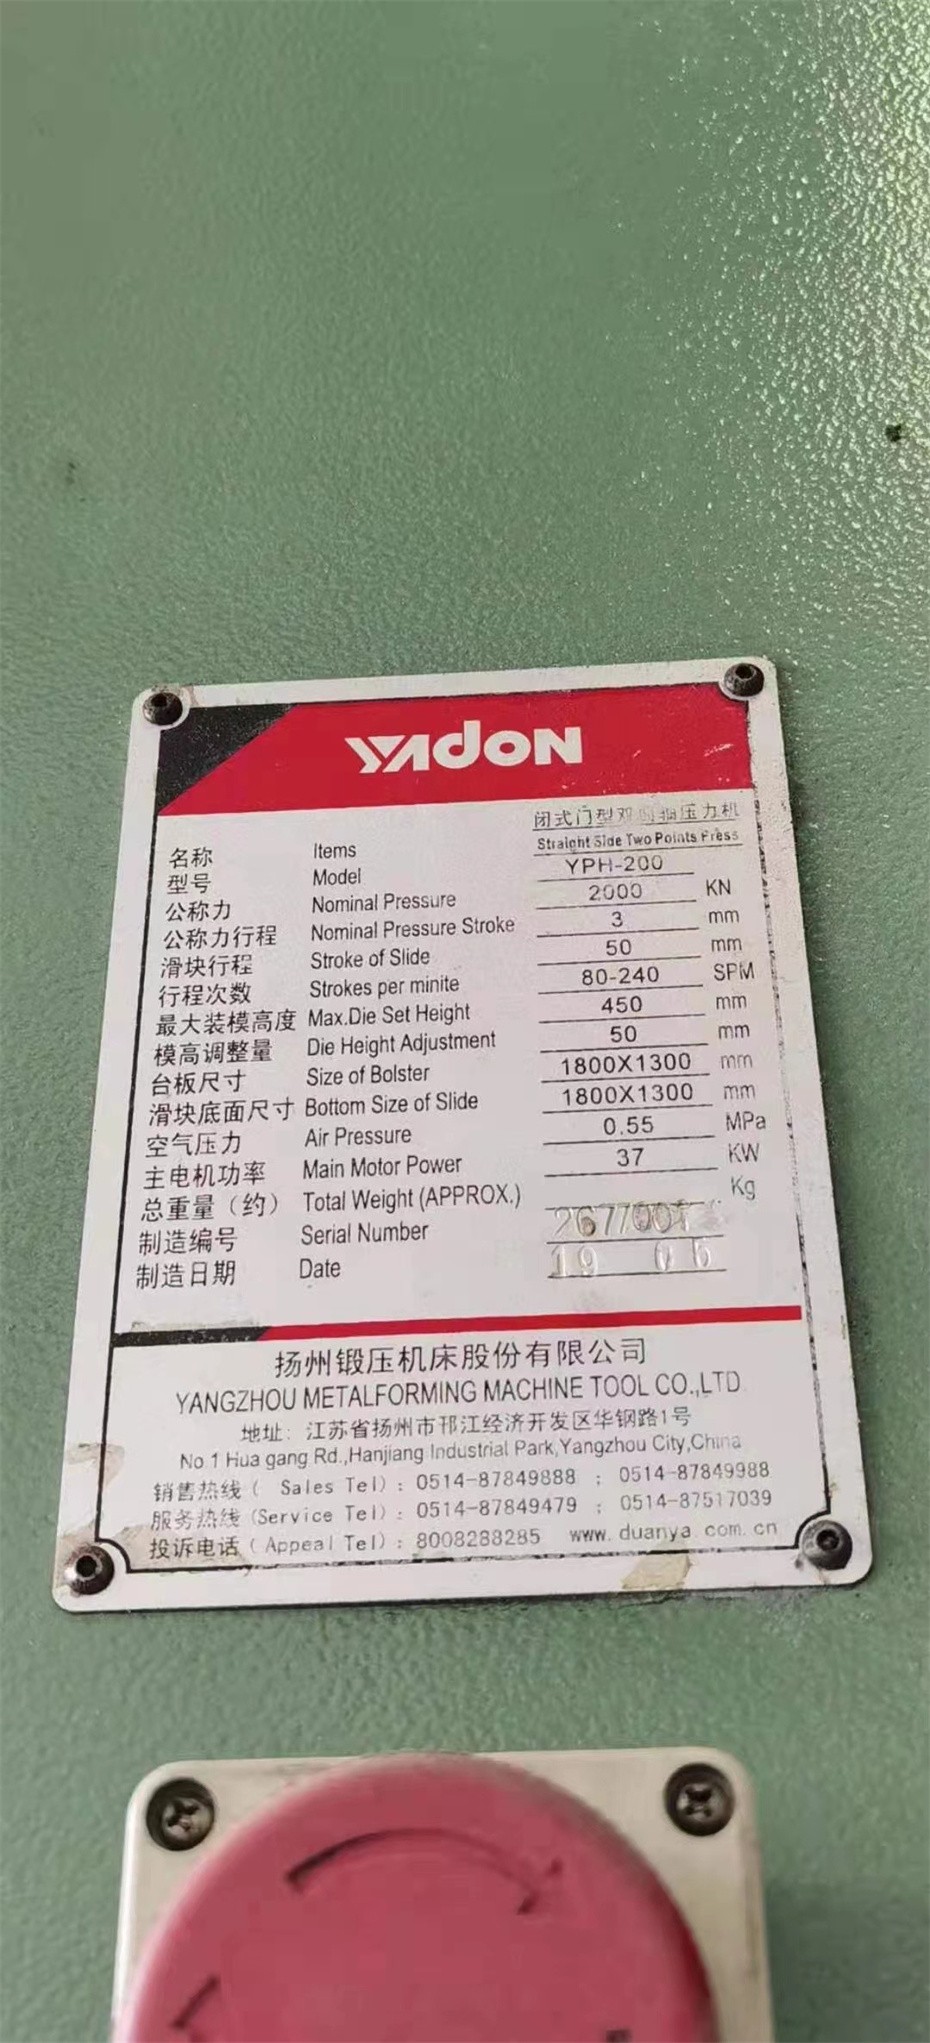 YADON
闭式门型双 压力机
名称 Items Straight Side Two Points Press
型号 Model YPH-200
公称力 Nominal Pressure 2000 KN
公称力行程 Nominal Pressure Stroke 3 mm
滑块行程 Stroke of Slide 50 mm
行程次数 Strokes per minite 80-240 SPM
最大装模高度 Max.Die Set Height 450 mm
模高调整量 Die Height Adjustment 50 mm
台板尺寸 Size of Bolster 1800X1300 mm
滑块底面尺寸 Bottom Size of Slide 1800X1300 mm
空气压力 Air Pressure 0.55 MPa
主电机功率 Main Motor Power 37 KW
总重量（约） Total Weight (APPROX.) Kg
制造编号 Serial Number
制造日期 Date 19
扬州锻压机床股份有限公司
YANGZHOU METALFORMING MACHINE TOOL CO.,LTD
地址：江苏省扬州市邗江经济开发区华钢路1号
No.1 Hua gang Rd.,Hanjiang Industrial Park,Yangzhou City,China
销售热线( Sales Tel)：0514-87849888 ；0514-87849988
服务热线(Service Tel)：0514-87849479 ；0514-87517039
投诉电话(Appeal Tel)：8008288285 www.duanya.com.cn